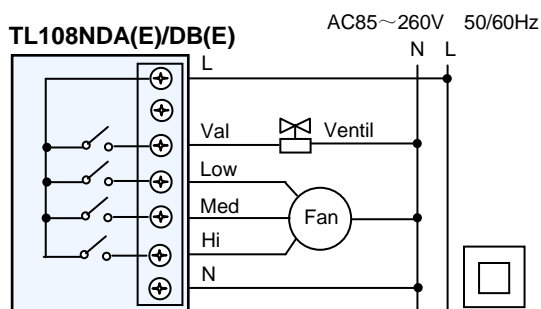 AC85～260V 50/60Hz
TL108NDA(E)/DB(E)
N L
L
Val Ventil
Low
Med Fan
Hi
N